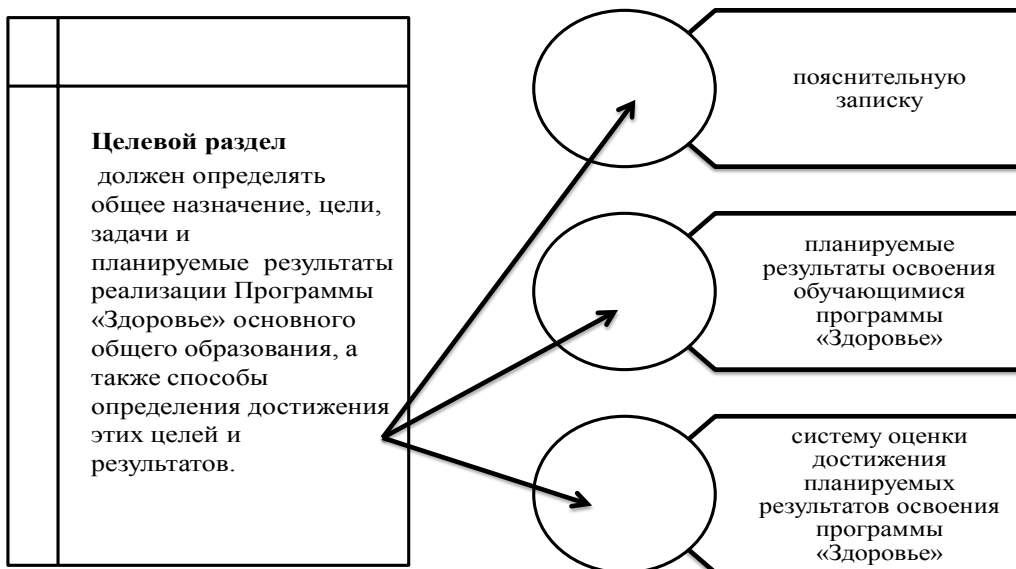 Целевой раздел
должен определять
общее назначение, цели,
задачи и
планируемые результаты
реализации Программы
«Здоровье» основного
общего образования, а
также способы
определения достижения
этих целей и
результатов.
пояснительную
записку
планируемые
результаты освоения
обучающимися
программы
«Здоровье»
систему оценки
достижения
планируемых
результатов освоения
программы
«Здоровье»